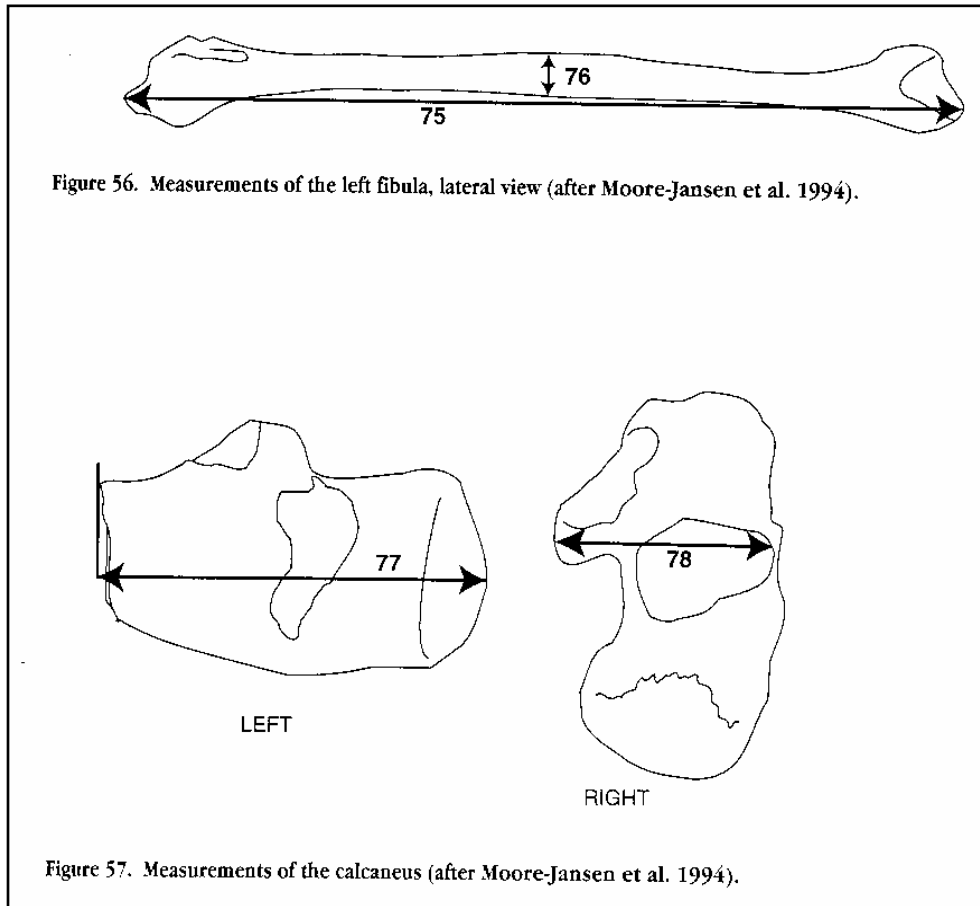 76
75
Figure 56. Measurements of the left fibula, lateral view (after Moore-Jansen et al. 1994).
77
78
LEFT
RIGHT
Figure 57. Measurements of the calcaneus (after Moore-Jansen et al. 1994).